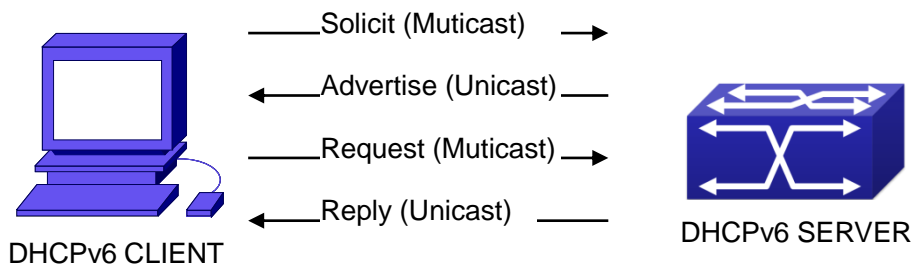 Solicit (Muticast)
Advertise (Unicast)
Request (Muticast)
Reply (Unicast)
DHCPv6 CLIENT
DHCPv6 SERVER